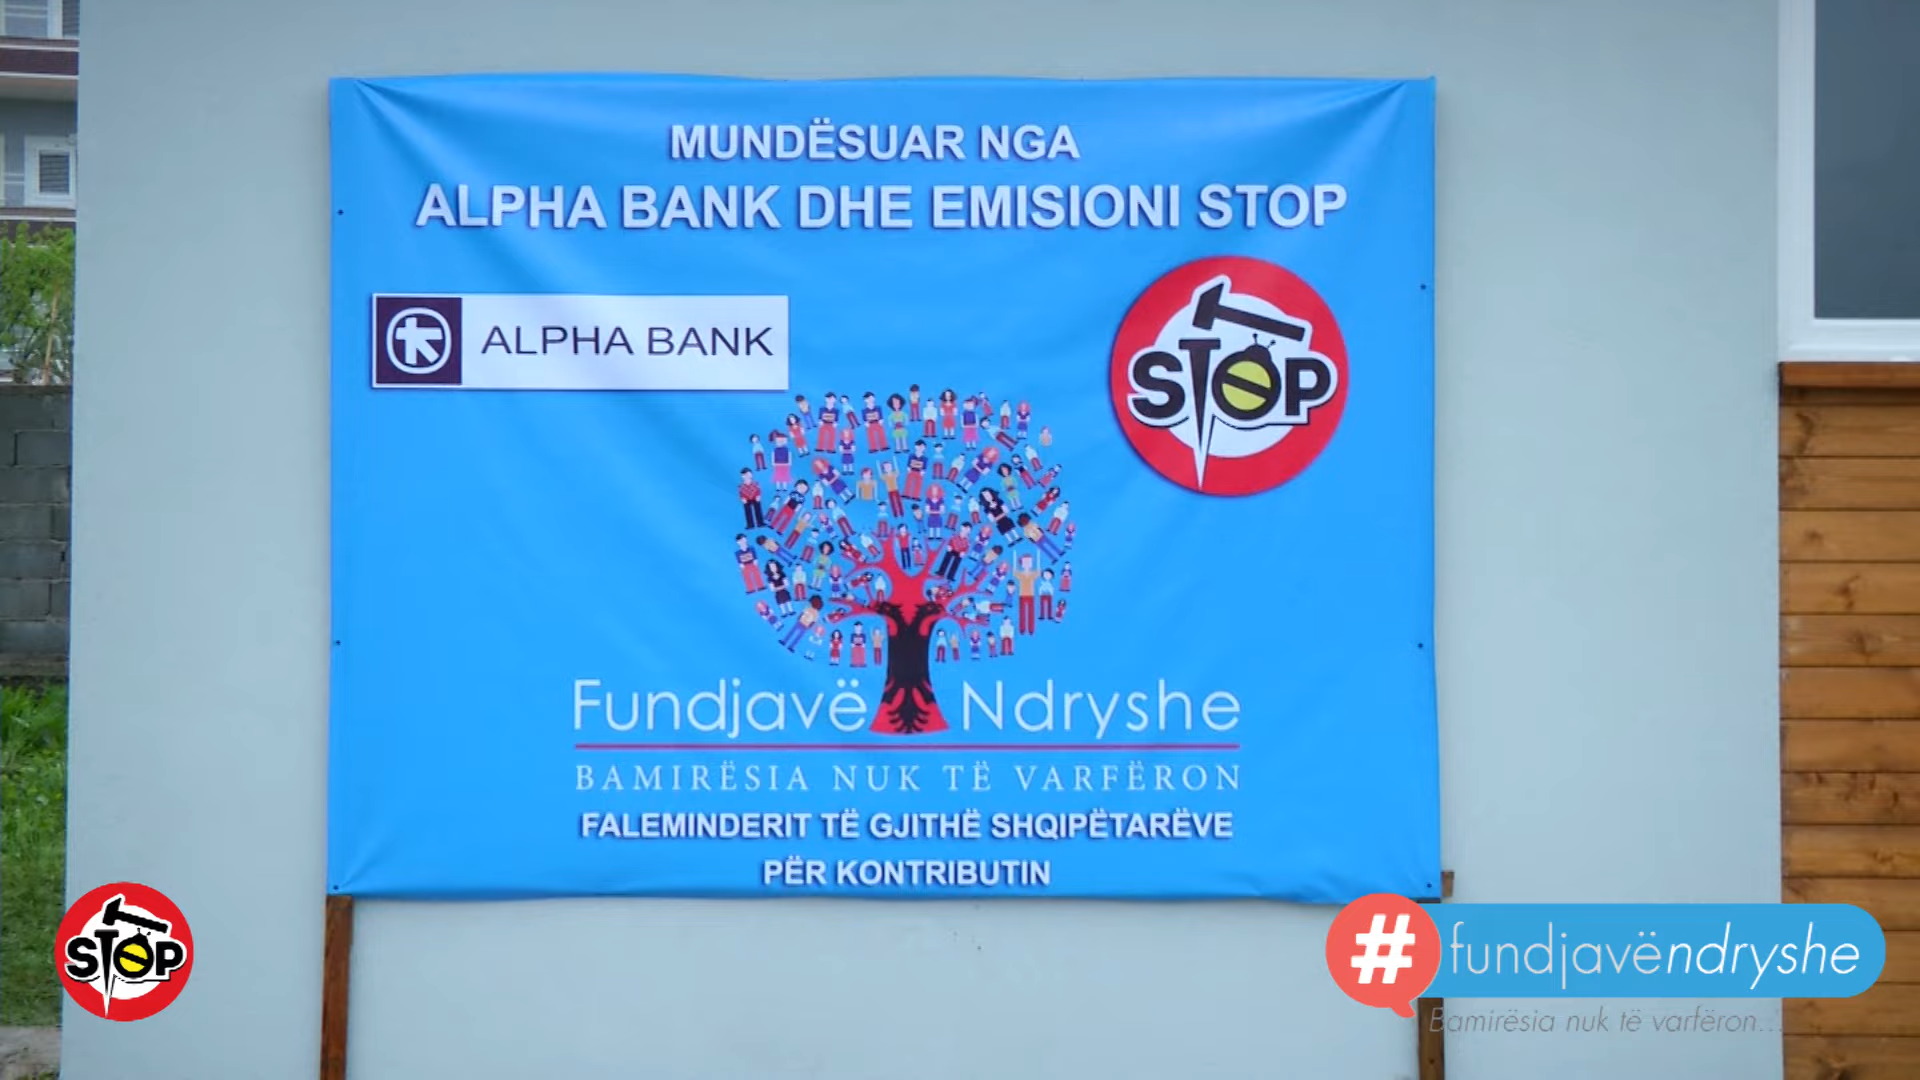 MUNDËSUAR NGA
ALPHA BANK DHE EMISIONI STOP
ALPHA BANK
STOP
Fundjavë Ndryshe
BAMIRËSIA NUK TË VARFËRON
FALEMINDERIT TË GJITHË SHQIPËTARËVE
PËR KONTRIBUTIN
STOP
#fundjavëndryshe
Bamirësia nuk të varfëron...